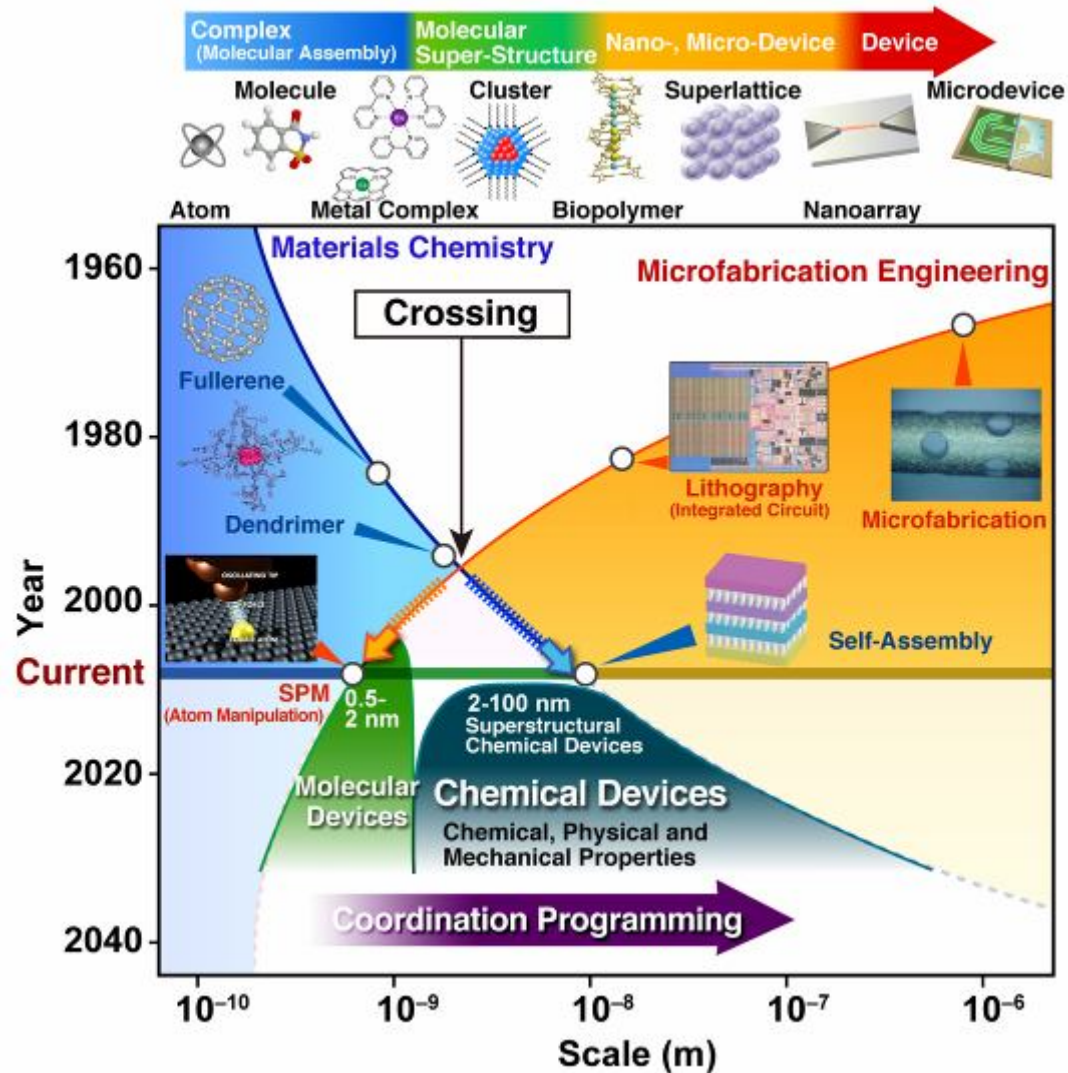 Complex
(Molecular Assembly)
Molecular
Super-Structure
Nano-, Micro-Device
Device
Molecule
Cluster
Superlattice
Microdevice
Atom
Metal Complex
Biopolymer
Nanoarray
Materials Chemistry
Microfabrication Engineering
Crossing
Fullerene
Dendrimer
Lithography
(Integrated Circuit)
Microfabrication
OSCILLATING TIP
Self-Assembly
SPM
(Atom Manipulation)
0.5-
2 nm
2-100 nm
Superstructural
Chemical Devices
Molecular
Devices
Chemical Devices
Chemical, Physical and
Mechanical Properties
Coordination Programming
Year
1960
1980
2000
Current
2020
2040
10⁻¹⁰
10⁻⁹
10⁻⁸
10⁻⁷
10⁻⁶
Scale (m)